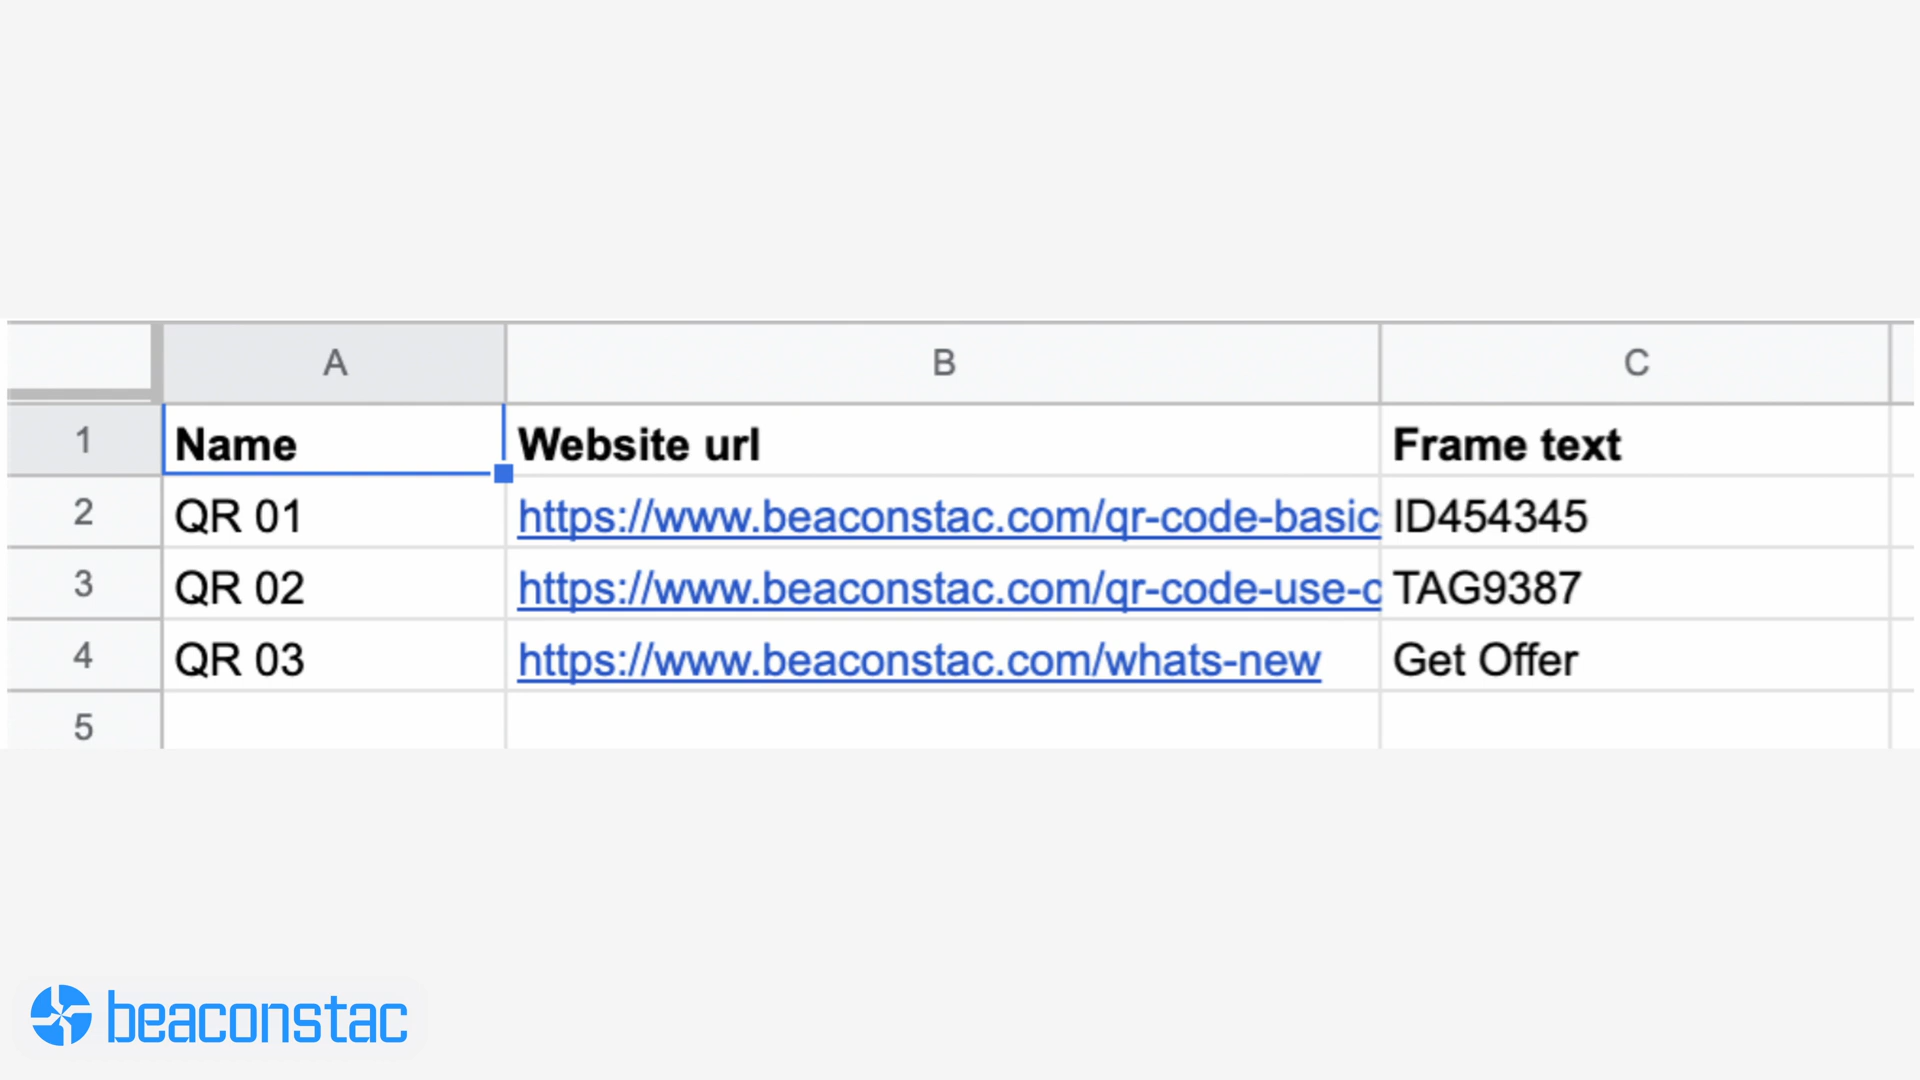 A B C
1 Name Website url Frame text
2 QR 01 https://www.beaconstac.com/qr-code-basic ID454345
3 QR 02 https://www.beaconstac.com/qr-code-use-c TAG9387
4 QR 03 https://www.beaconstac.com/whats-new Get Offer
5
beaconstac